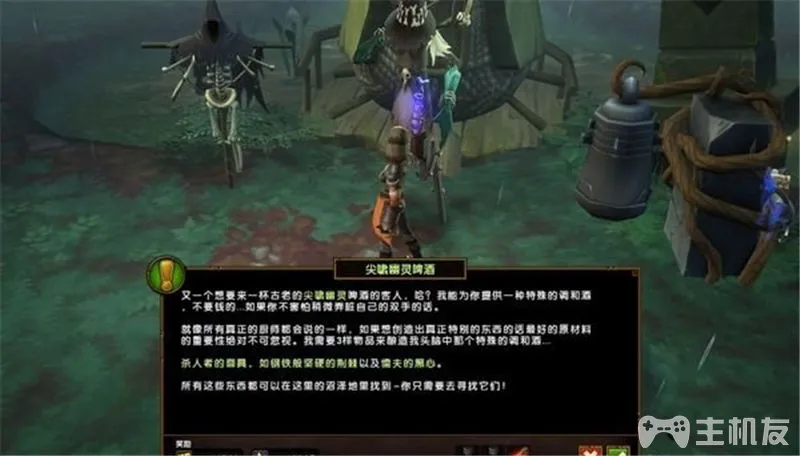 尖啸幽灵啤酒
又一个想要来一杯古老的尖啸幽灵啤酒的客人，哈？我能为你提供一种特殊的调和酒
，不要钱的...如果你不害怕稍微弄脏自己的双手的话。
就像所有真正的厨师都会说的一样，如果想创造出真正特别的东西的话最好的原材料
的重要性绝对不可忽视。我需要3样物品来酿造我头脑中那个特殊的调和酒...
杀人者的面具，如钢铁般坚硬的荆棘以及懦夫的黑心。
所有这些东西都可以在这里的沼泽地里找到-你只需要去寻找它们！
奖励
主机友